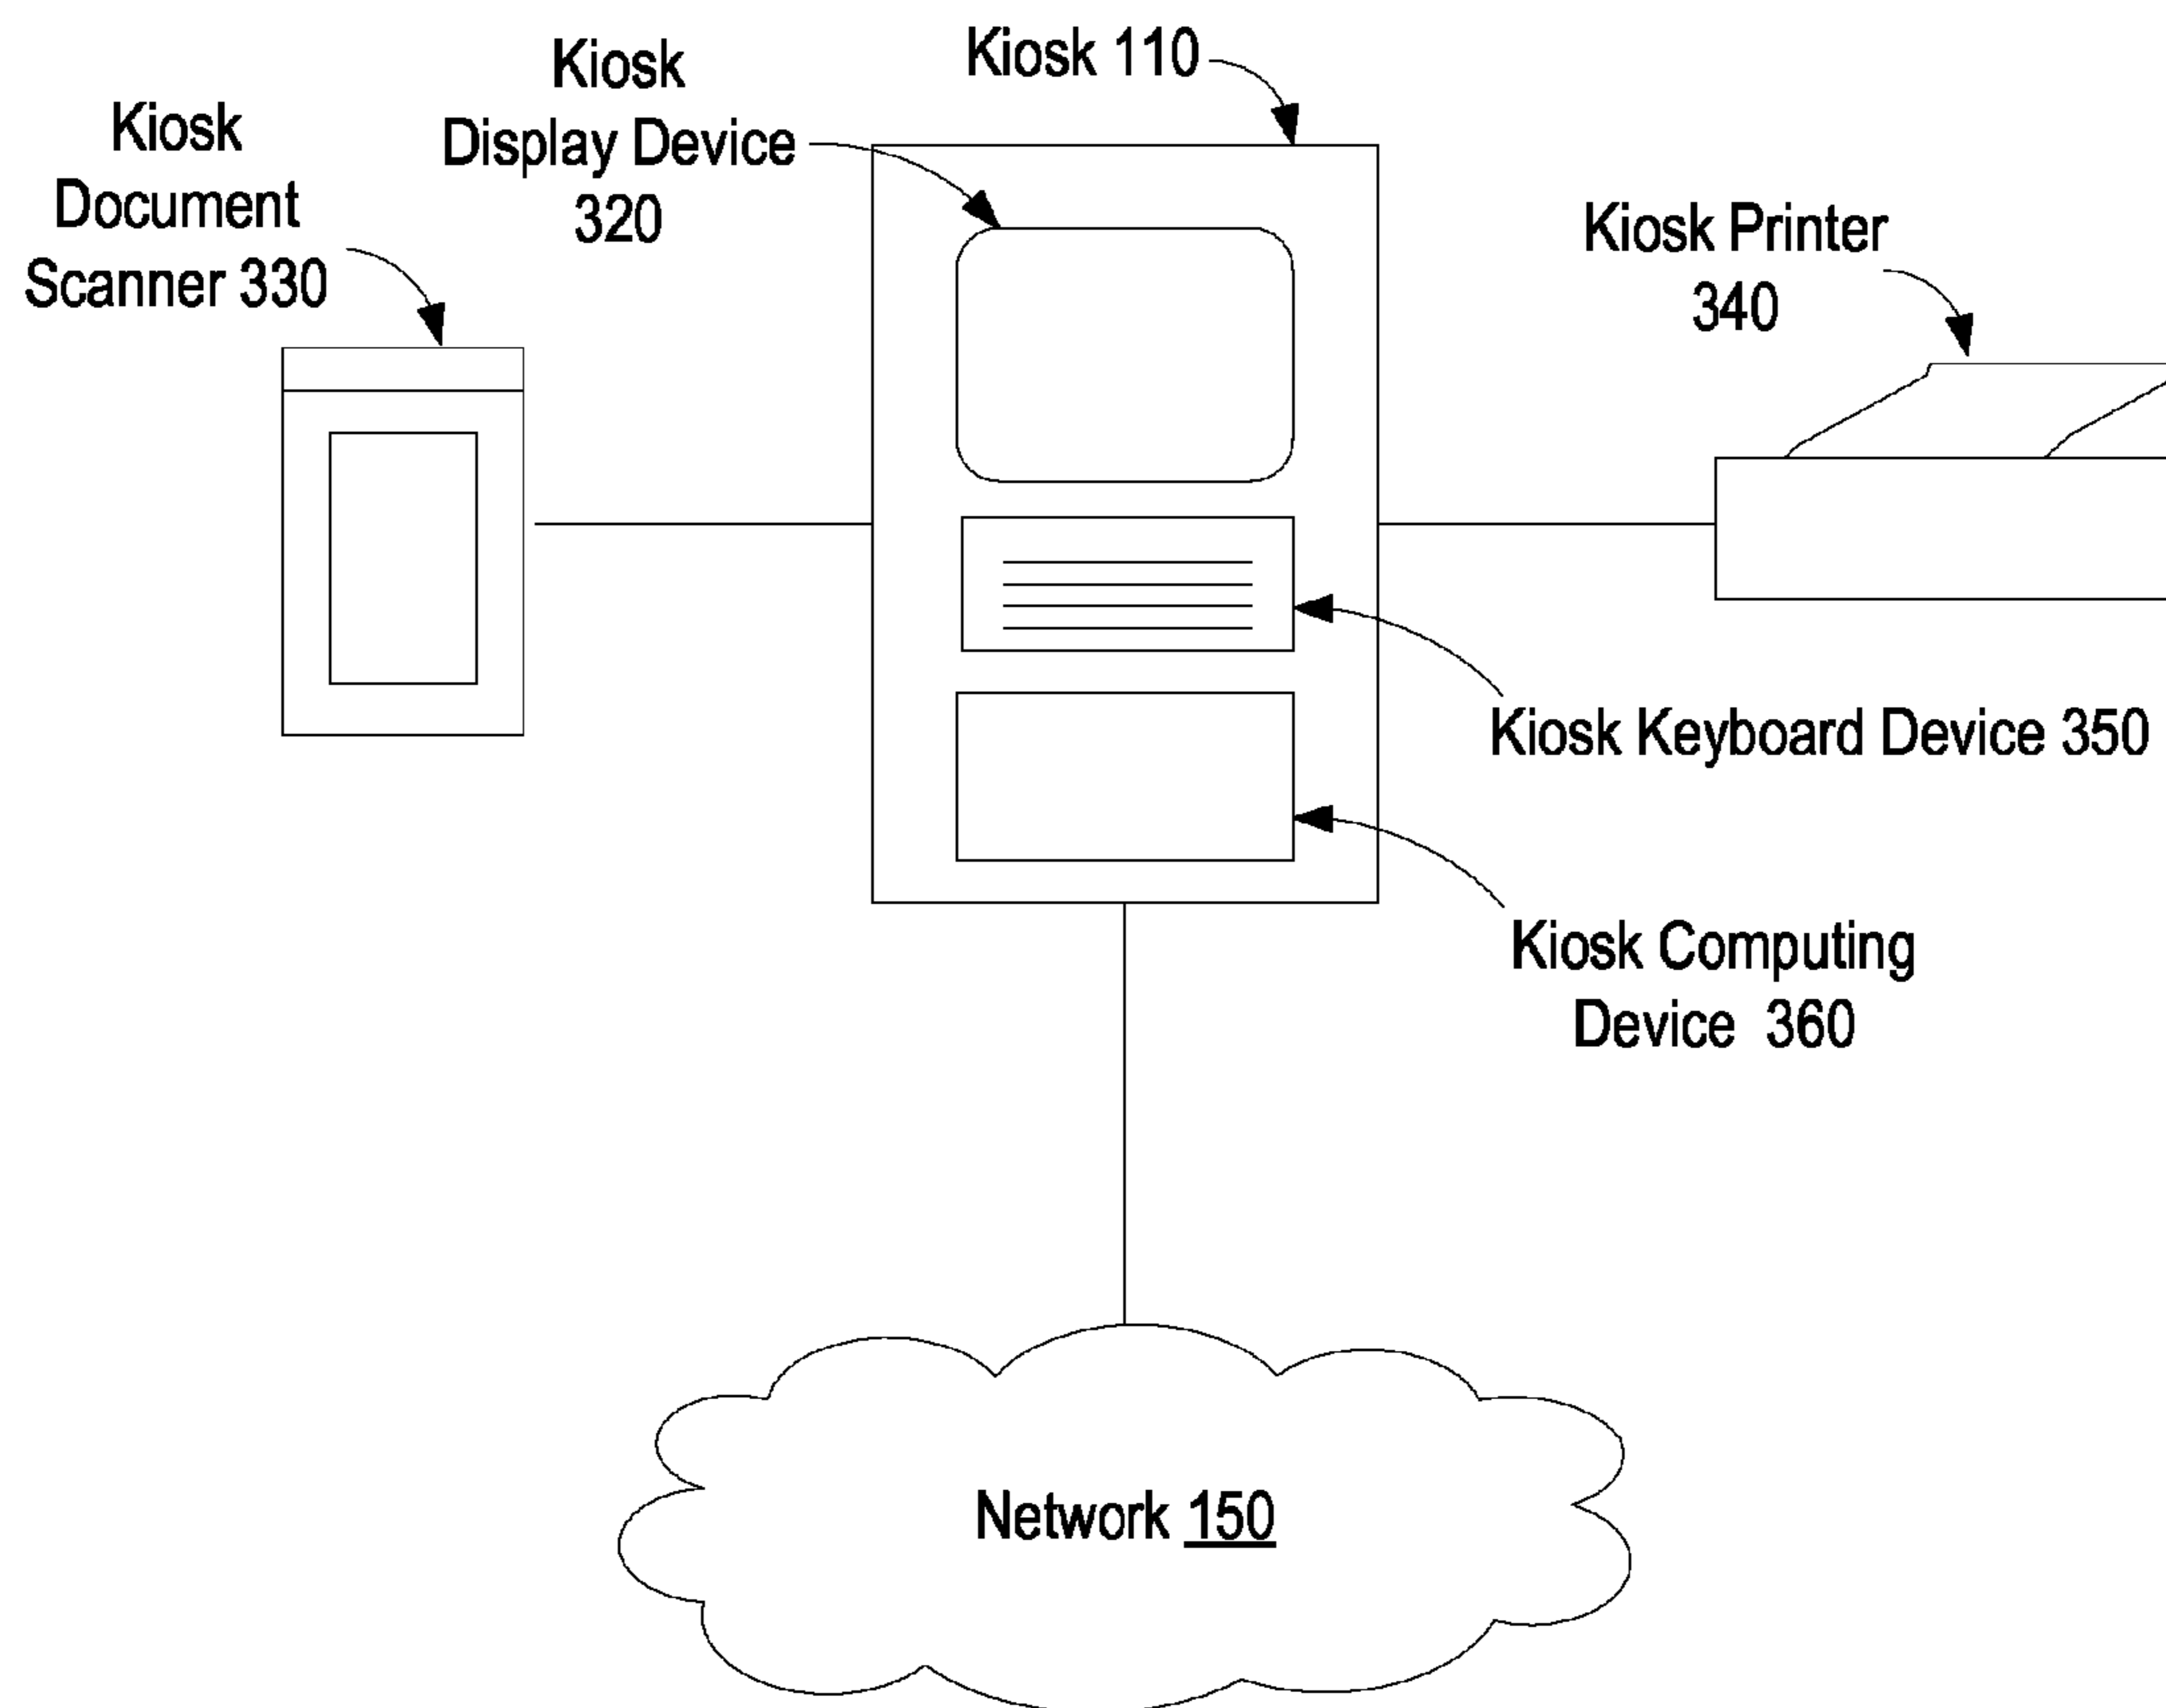 Kiosk
Document
Scanner 330
Kiosk
Display Device
320
Kiosk 110
Kiosk Printer
340
Kiosk Keyboard Device 350
Kiosk Computing
Device 360
Network 150